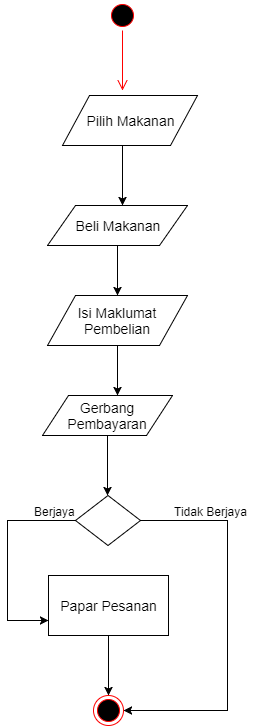 Pilih Makanan
Beli Makanan
Isi Maklumat
Pembelian
Gerbang
Pembayaran
Berjaya
Tidak Berjaya
Papar Pesanan